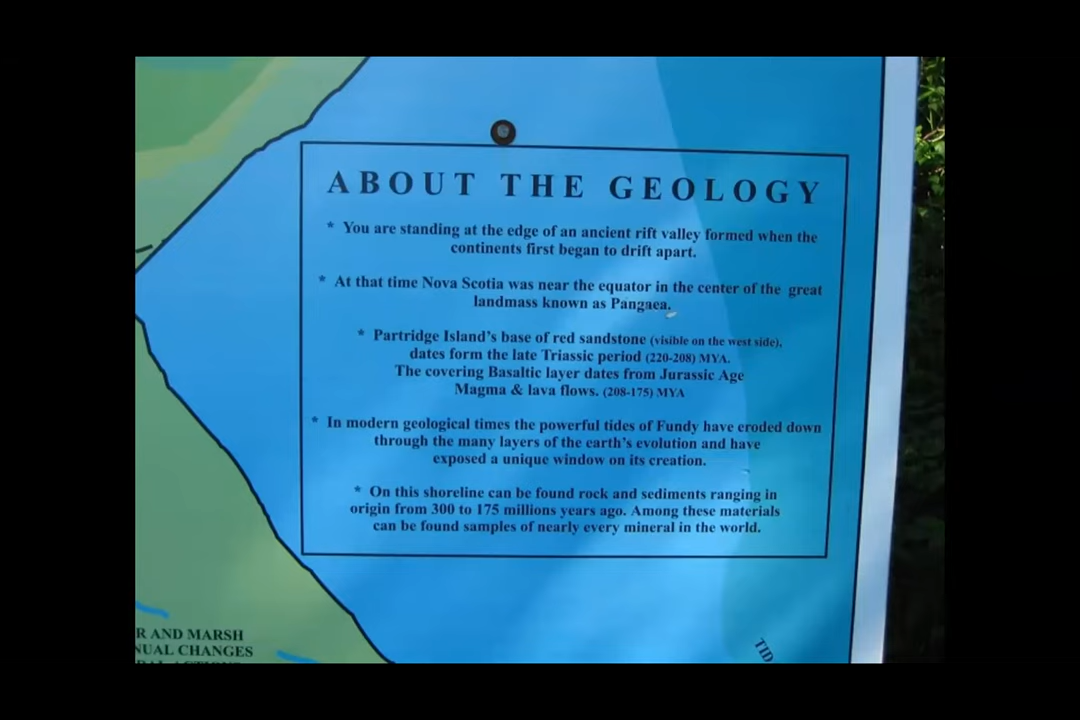 ABOUT THE GEOLOGY
* You are standing at the edge of an ancient rift valley formed when the
continents first began to drift apart.
* At that time Nova Scotia was near the equator in the center of the great
landmass known as Pangaea.
* Partridge Island's base of red sandstone (visible on the west side),
dates form the late Triassic period (220-208) MYA.
The covering Basaltic layer dates from Jurassic Age
Magma & lava flows. (208-175) MYA
* In modern geological times the powerful tides of Fundy have eroded down
through the many layers of the earth's evolution and have
exposed a unique window on its creation.
* On this shoreline can be found rock and sediments ranging in
origin from 300 to 175 millions years ago. Among these materials
can be found samples of nearly every mineral in the world.
R AND MARSH
NUAL CHANGES
TID